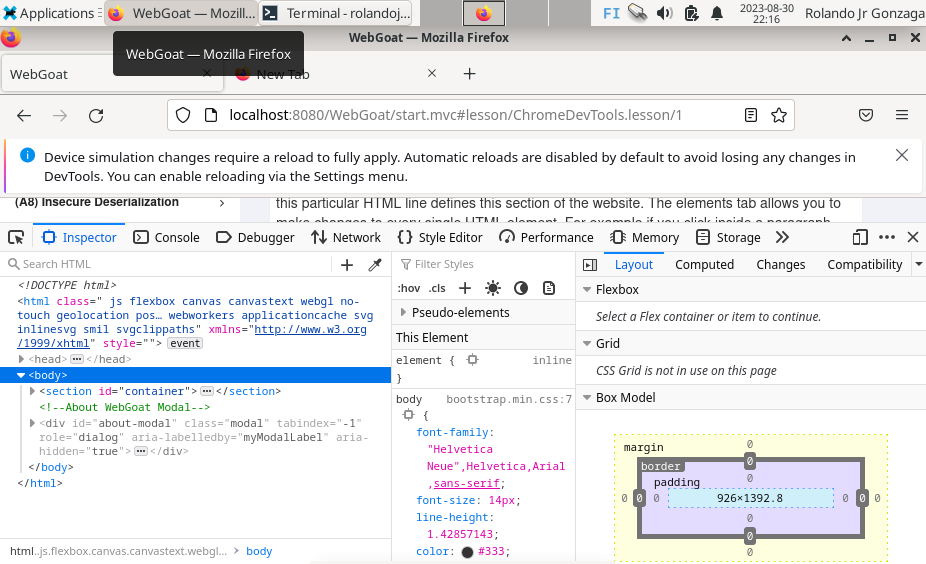 Applications
WebGoat — Mozill...
Terminal - rolandoj...
FI
2023-08-30
22:16
Rolando Jr Gonzaga
WebGoat — Mozilla Firefox
WebGoat — Mozilla Firefox
WebGoat
New Tab
localhost:8080/WebGoat/start.mvc#lesson/ChromeDevTools.lesson/1
Device simulation changes require a reload to fully apply. Automatic reloads are disabled by default to avoid losing any changes in
DevTools. You can enable reloading via the Settings menu.
(A8) Insecure Deserialization
this particular HTML line defines this section of the website. The elements tab allows you to
make changes to every single HTML element. For example if you click inside a paragraph
Inspector Console Debugger Network Style Editor Performance Memory Storage
Search HTML
<!DOCTYPE html>
<html class=" js flexbox canvas canvastext webgl no-
touch geolocation pos… webworkers applicationcache svg
inlinesvg smil svgclippaths" xmlns="http://www.w3.org
/1999/xhtml" style=""> event
<head> ••• </head>
<body>
<section id="container"> ••• </section>
<!--About WebGoat Modal-->
<div id="about-modal" class="modal" tabindex="-1"
role="dialog" aria-labelledby="myModalLabel" aria-
hidden="true"> ••• </div>
</body>
</html>
html.js.flexbox.canvas.canvastext.webgl... > body
Filter Styles
:hov .cls
Pseudo-elements
This Element
element { inline
}
body bootstrap.min.css:7
{
font-family:
"Helvetica
Neue",Helvetica,Arial
,sans-serif;
font-size: 14px;
line-height:
1.42857143;
color: #333;
Layout Computed Changes Compatibility
Flexbox
Select a Flex container or item to continue.
Grid
CSS Grid is not in use on this page
Box Model
margin 0
border 0
padding 0
0 0 0 926×1392.8 0 0 0
0
0
0